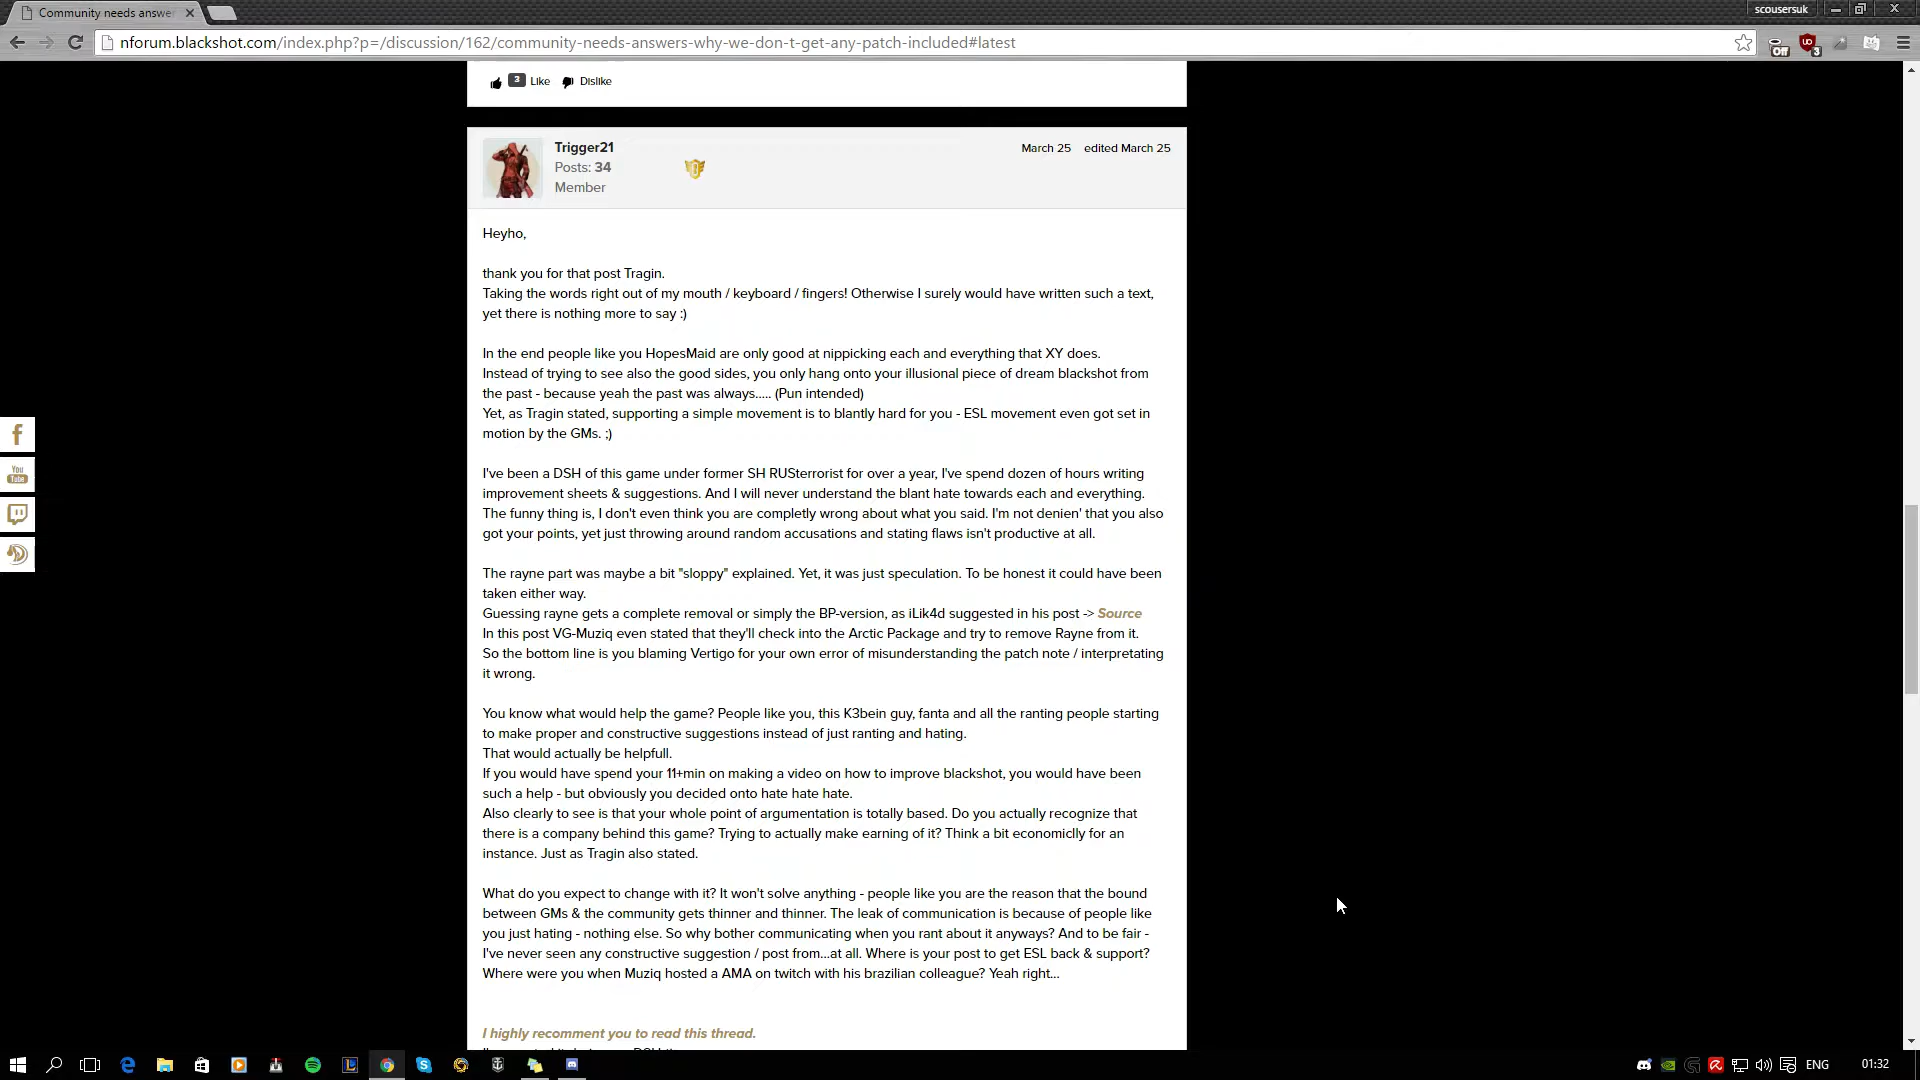 Community needs answe
scousersuk
nforum.blackshot.com/index.php?p=/discussion/162/community-needs-answers-why-we-don-t-get-any-patch-included#latest
Off
3
3 Like Dislike
Trigger21
March 25 edited March 25
Posts: 34
Member
Heyho,
thank you for that post Tragin.
Taking the words right out of my mouth / keyboard / fingers! Otherwise I surely would have written such a text,
yet there is nothing more to say :)
In the end people like you HopesMaid are only good at nippicking each and everything that XY does.
Instead of trying to see also the good sides, you only hang onto your illusional piece of dream blackshot from
the past - because yeah the past was always..... (Pun intended)
Yet, as Tragin stated, supporting a simple movement is to blantly hard for you - ESL movement even got set in
motion by the GMs. ;)
I've been a DSH of this game under former SH RUSterrorist for over a year, I've spend dozen of hours writing
improvement sheets & suggestions. And I will never understand the blant hate towards each and everything.
The funny thing is, I don't even think you are completly wrong about what you said. I'm not denien' that you also
got your points, yet just throwing around random accusations and stating flaws isn't productive at all.
The rayne part was maybe a bit "sloppy" explained. Yet, it was just speculation. To be honest it could have been
taken either way.
Guessing rayne gets a complete removal or simply the BP-version, as iLik4d suggested in his post -> Source
In this post VG-Muziq even stated that they'll check into the Arctic Package and try to remove Rayne from it.
So the bottom line is you blaming Vertigo for your own error of misunderstanding the patch note / interpretating
it wrong.
You know what would help the game? People like you, this K3bein guy, fanta and all the ranting people starting
to make proper and constructive suggestions instead of just ranting and hating.
That would actually be helpfull.
If you would have spend your 11+min on making a video on how to improve blackshot, you would have been
such a help - but obviously you decided onto hate hate hate.
Also clearly to see is that your whole point of argumentation is totally based. Do you actually recognize that
there is a company behind this game? Trying to actually make earning of it? Think a bit economiclly for an
instance. Just as Tragin also stated.
What do you expect to change with it? It won't solve anything - people like you are the reason that the bound
between GMs & the community gets thinner and thinner. The leak of communication is because of people like
you just hating - nothing else. So why bother communicating when you rant about it anyways? And to be fair -
I've never seen any constructive suggestion / post from...at all. Where is your post to get ESL back & support?
Where were you when Muziq hosted a AMA on twitch with his brazilian colleague? Yeah right...
I highly recomment you to read this thread.
You Tube
ENG
01:32